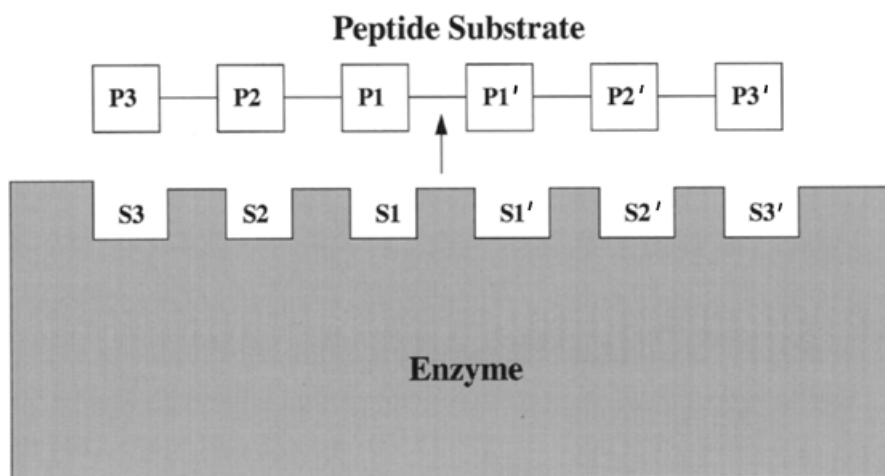 Peptide Substrate
P3 P2 P1 P1′ P2′ P3′
S3 S2 S1 S1′ S2′ S3′
Enzyme